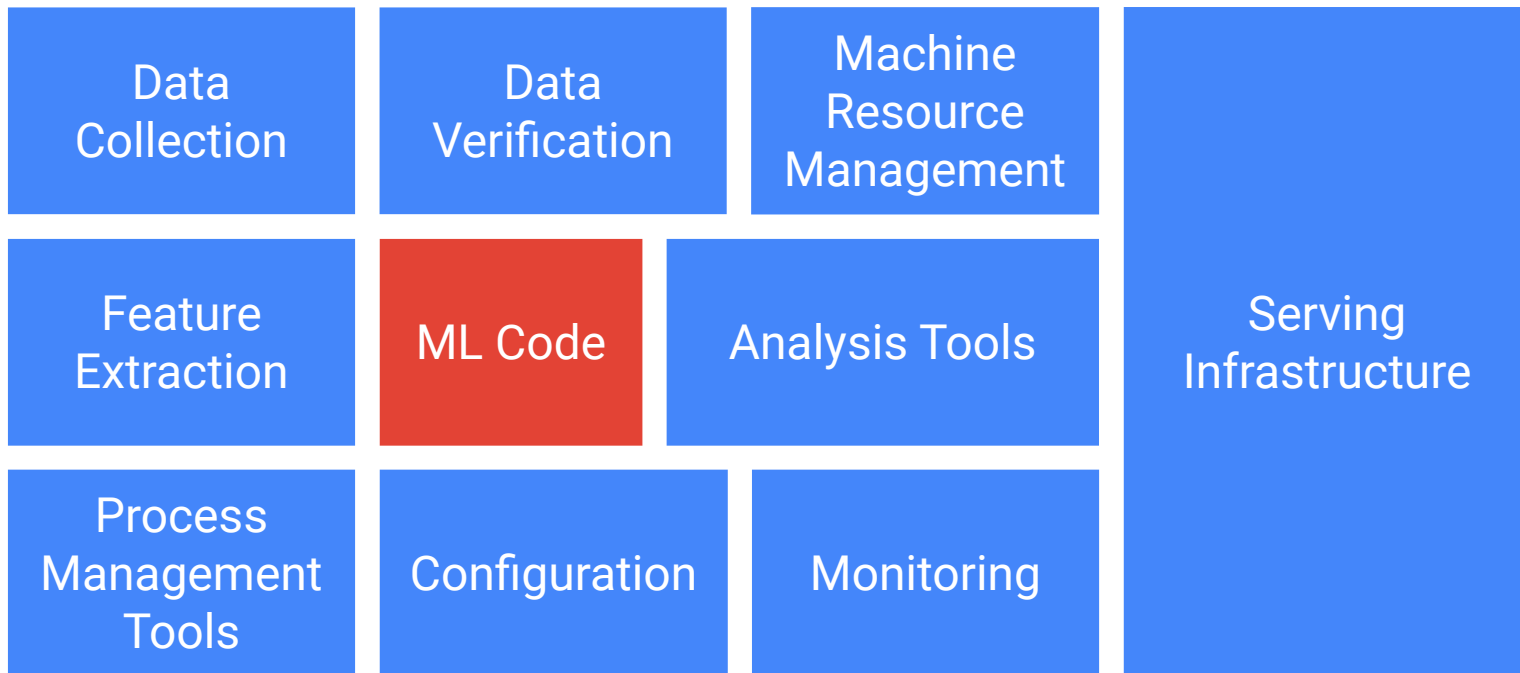 Data
Collection
Data
Verification
Machine
Resource
Management
Feature
Extraction
ML Code
Analysis Tools
Serving
Infrastructure
Process
Management
Tools
Configuration
Monitoring